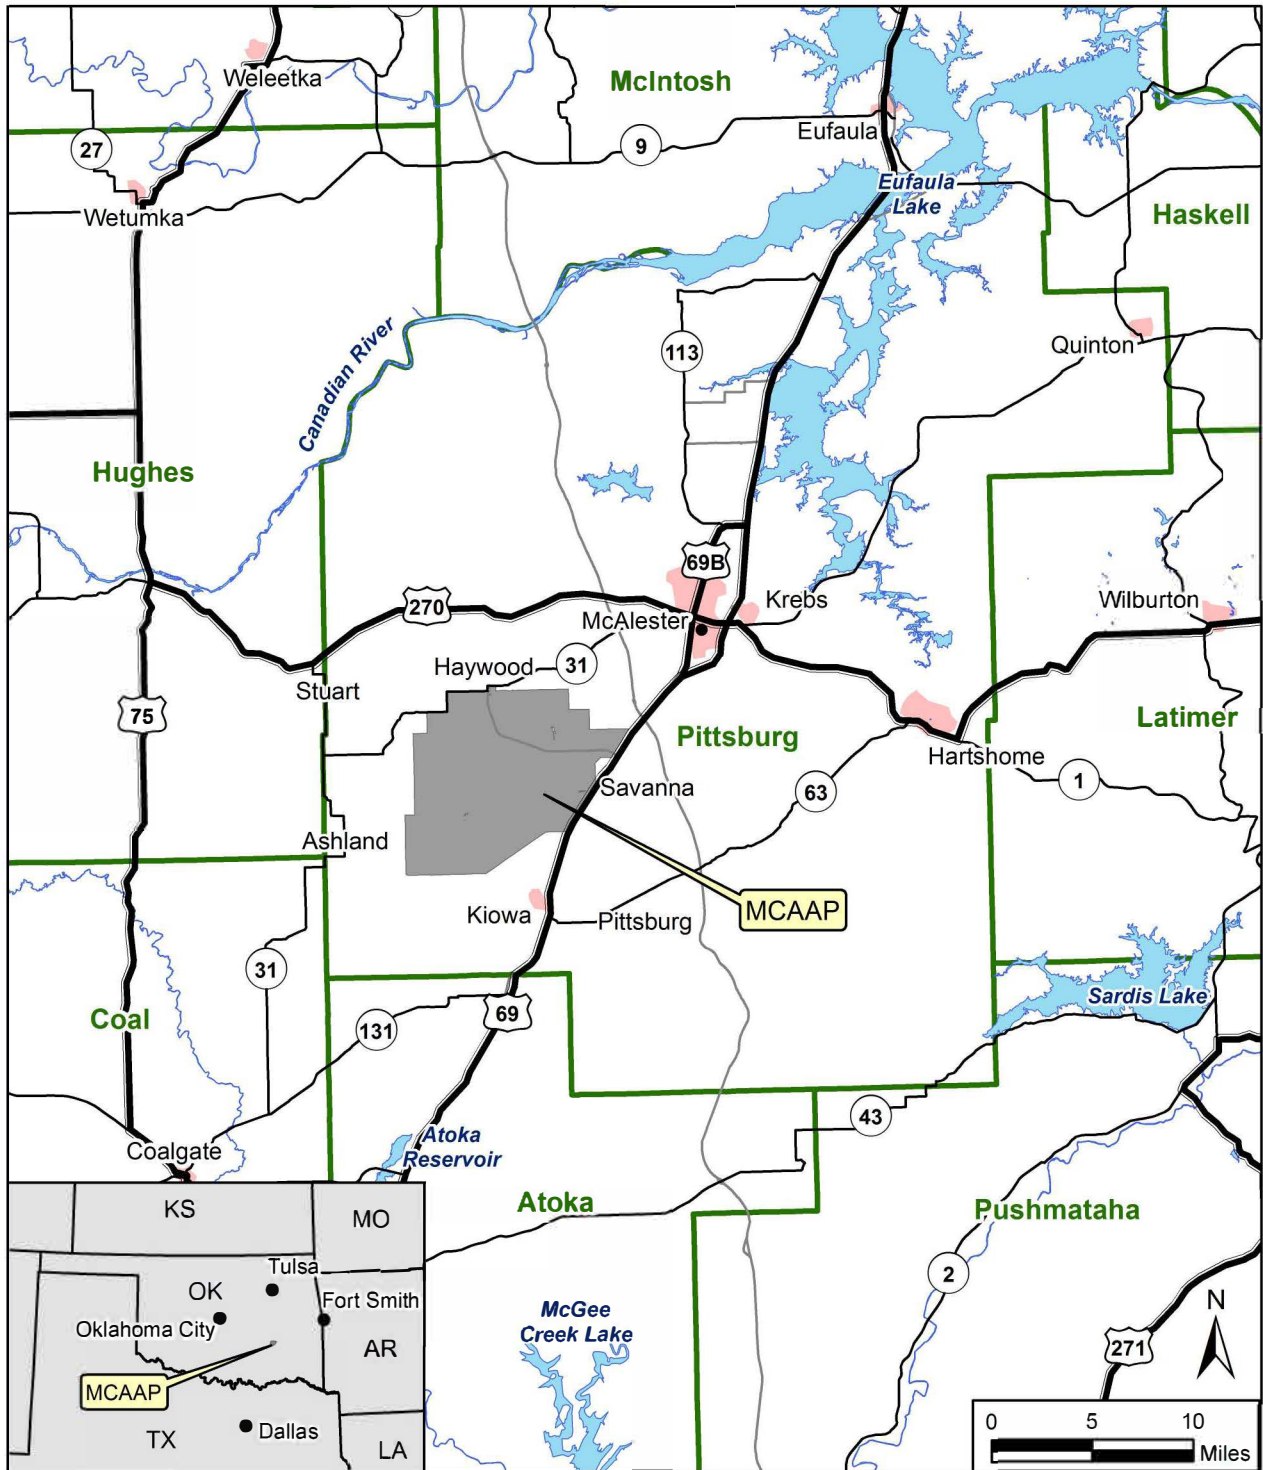 Weleetka
McIntosh
Eufaula
27
9
Eufaula
Lake
Wetumka
Haskell
Canadian River
113
Quinton
Hughes
69B
270
Krebs
Wilburton
McAlester
Haywood
31
Stuart
75
Pittsburg
Latimer
Hartshome
1
Savanna
63
Ashland
MCAAP
Kiowa
Pittsburg
31
Sardis Lake
69
Coal
131
43
Atoka
Reservoir
Coalgate
Atoka
Pushmataha
KS
MO
Tulsa
OK
Fort Smith
Oklahoma City
AR
MCAAP
TX
Dallas
LA
2
McGee
Creek Lake
N
271
0 5 10
Miles